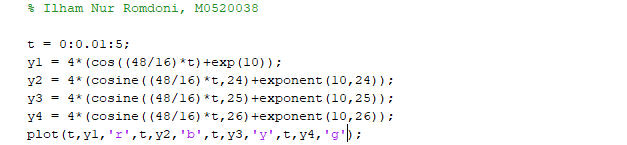 % Ilham Nur Romdoni, M0520038
t = 0:0.01:5;
y1 = 4*(cos((48/16)*t)+exp(10));
y2 = 4*(cosine((48/16)*t,24)+exponent(10,24));
y3 = 4*(cosine((48/16)*t,25)+exponent(10,25));
y4 = 4*(cosine((48/16)*t,26)+exponent(10,26));
plot(t,y1,'r',t,y2,'b',t,y3,'y',t,y4,'g');